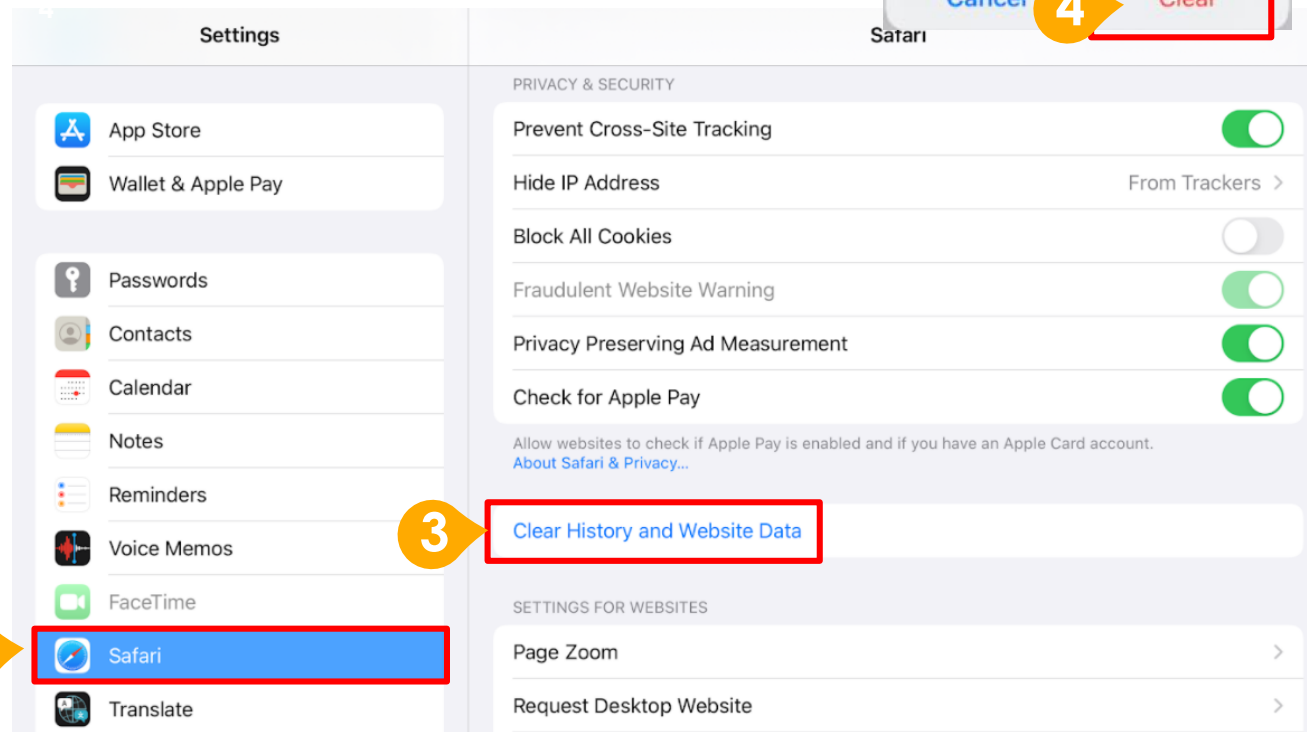 Cancel
4
Clear
4
Settings
Safari
App Store
Wallet & Apple Pay
Passwords
Contacts
Calendar
Notes
Reminders
Voice Memos
FaceTime
Safari
Translate
PRIVACY & SECURITY
Prevent Cross-Site Tracking
Hide IP Address
From Trackers
Block All Cookies
Fraudulent Website Warning
Privacy Preserving Ad Measurement
Check for Apple Pay
Allow websites to check if Apple Pay is enabled and if you have an Apple Card account.
About Safari & Privacy...
3
Clear History and Website Data
SETTINGS FOR WEBSITES
Page Zoom
Request Desktop Website